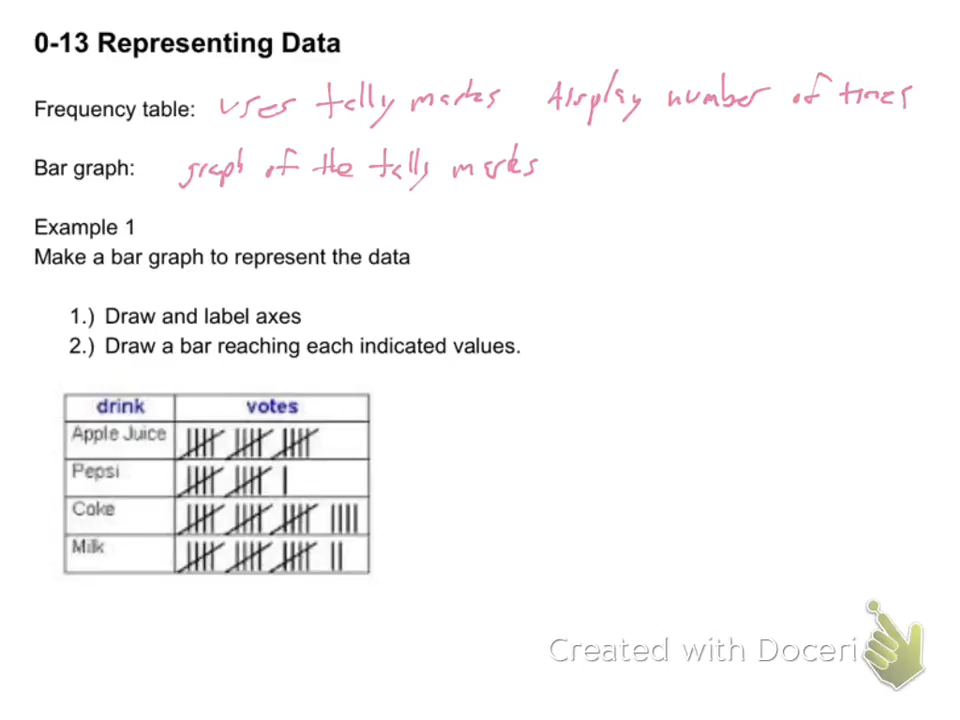 0-13 Representing Data
Frequency table: uses tally marks Display number of times
Bar graph: graph of the tally marks
Example 1
Make a bar graph to represent the data
1.) Draw and label axes
2.) Draw a bar reaching each indicated values.
drink votes
Apple Juice
Pepsi
Coke
Milk
Created with Doceri